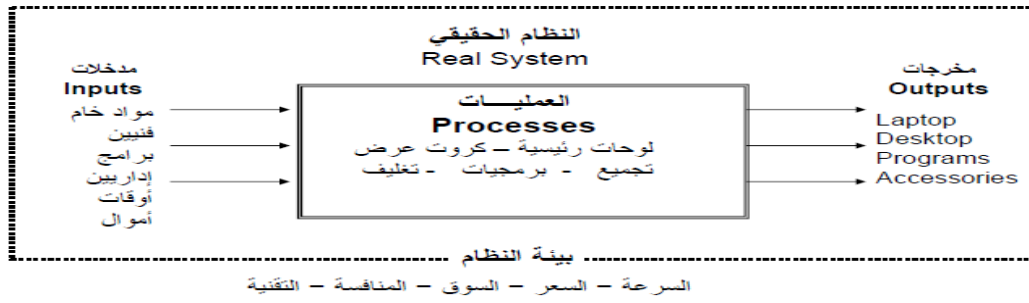 النظام الحقيقي
Real System
مدخلات
Inputs
مواد خام
فنيين
برامج
إداريين
أوقات
أموال
العمليـــات
Processes
لوحات رئيسية – كروت عرض
تجميع - برمجيات - تغليف
مخرجات
Outputs
Laptop
Desktop
Programs
Accessories
بيئة النظام
السرعة – السعر – السوق – المنافسة – التقنية